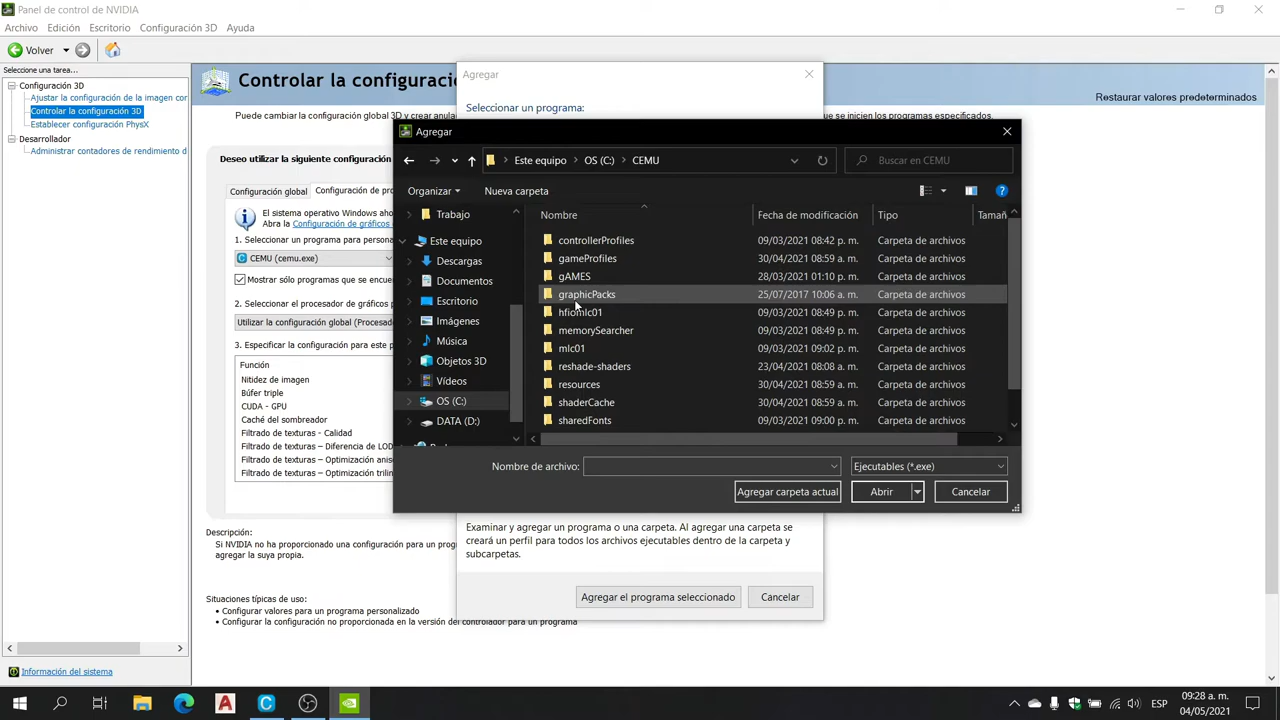 Panel de control de NVIDIA
Archivo Edición Escritorio Configuración 3D Ayuda
Volver
Seleccione una tarea...
Configuración 3D
Ajustar la configuración de la imagen cor
Controlar la configuración 3D
Establecer configuración PhysX
Desarrollador
Administrar contadores de rendimiento d
Información del sistema
Controlar la configuració
Restaurar valores predeterminados
Puede cambiar la configuración global 3D y crear anula
que se inicien los programas especificados.
Deseo utilizar la siguiente configuración
Configuración global
Configuración de pro
El sistema operativo Windows aho
Abra la Configuración de gráficos
1. Seleccionar un programa para persona
CEMU (cemu.exe)
Mostrar sólo programas que se encue
2. Seleccionar el procesador de gráficos p
Utilizar la configuración global (Procesad
3. Especificar la configuración para este
Función
Nitidez de imagen
Búfer triple
CUDA - GPU
Caché del sombreador
Filtrado de texturas - Calidad
Filtrado de texturas – Diferencia de LOD
Filtrado de texturas – Optimización aniso
Filtrado de texturas – Optimización trilin
Descripción:
Si NVIDIA no ha proporcionado una configuración para un prog
agregar la suya propia.
Situaciones típicas de uso:
• Configurar valores para un programa personalizado
• Configurar la configuración no proporcionada en la versión del controlador para un programa
Agregar
Seleccionar un programa:
Agregar
Este equipo > OS (C:) > CEMU
Buscar en CEMU
Organizar
Nueva carpeta
Trabajo
Este equipo
Descargas
Documentos
Escritorio
Imágenes
Música
Objetos 3D
Vídeos
OS (C:)
DATA (D:)
Nombre Fecha de modificación Tipo Tamañ
controllerProfiles 09/03/2021 08:42 p. m. Carpeta de archivos
gameProfiles 30/04/2021 08:59 a. m. Carpeta de archivos
gAMES 28/03/2021 01:10 p. m. Carpeta de archivos
graphicPacks 25/07/2017 10:06 a. m. Carpeta de archivos
hfiomlc01 09/03/2021 08:49 p. m. Carpeta de archivos
memorySearcher 09/03/2021 08:49 p. m. Carpeta de archivos
mlc01 09/03/2021 09:02 p. m. Carpeta de archivos
reshade-shaders 23/04/2021 08:08 a. m. Carpeta de archivos
resources 30/04/2021 08:59 a. m. Carpeta de archivos
shaderCache 30/04/2021 08:59 a. m. Carpeta de archivos
sharedFonts 09/03/2021 09:00 p. m. Carpeta de archivos
Nombre de archivo:
Ejecutables (*.exe)
Agregar carpeta actual
Abrir
Cancelar
Examinar y agregar un programa o una carpeta. Al agregar una carpeta se
creará un perfil para todos los archivos ejecutables dentro de la carpeta y
subcarpetas.
Agregar el programa seleccionado
Cancelar
ESP
09:28 a. m.
04/05/2021